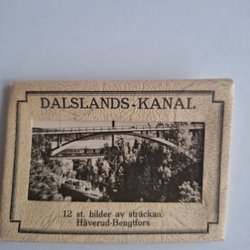 DALSLANDS-KANAL
12 st. bilder av sträckan
Håverud-Bengtfors